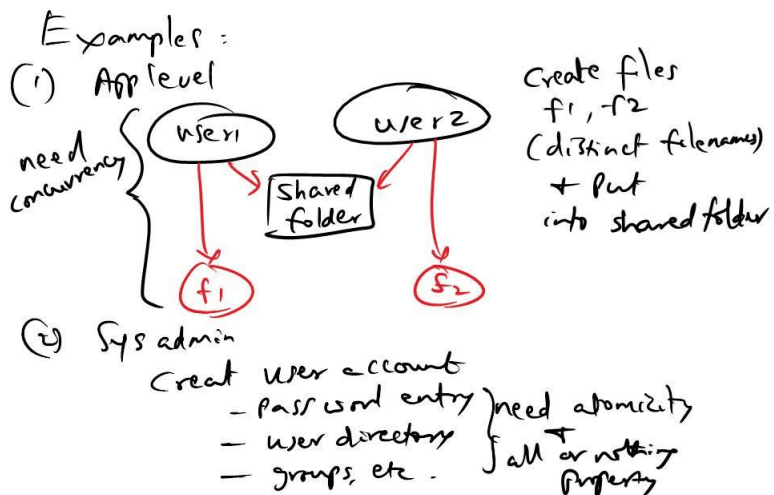 Examples:
(1) App level
user1
user2
need
concurrency
shared
folder
f1
f2
Create files
f1, f2
(distinct filenames)
+ put
into shared folder
(2) Sys admin
Creat user account
- password entry
- user directory
- groups, etc.
need atomicity
+
all or nothing
property